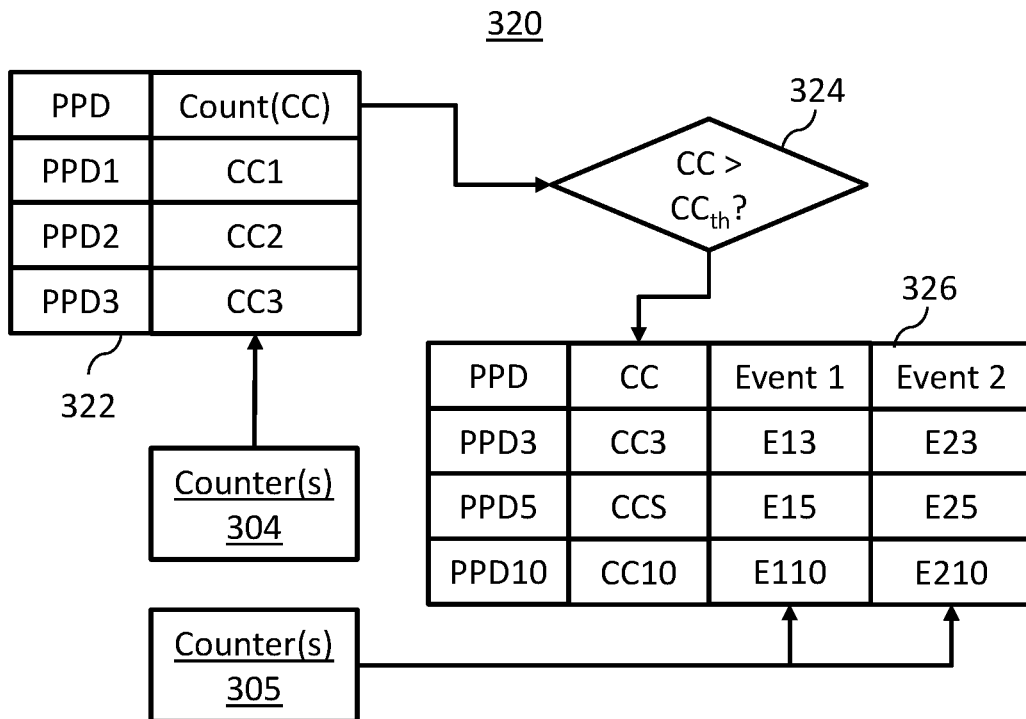 320
PPD Count(CC)
PPD1 CC1
PPD2 CC2
PPD3 CC3
322
324
CC >
CCth?
326
PPD CC Event 1 Event 2
PPD3 CC3 E13 E23
PPD5 CCS E15 E25
PPD10 CC10 E110 E210
Counter(s)
304
Counter(s)
305